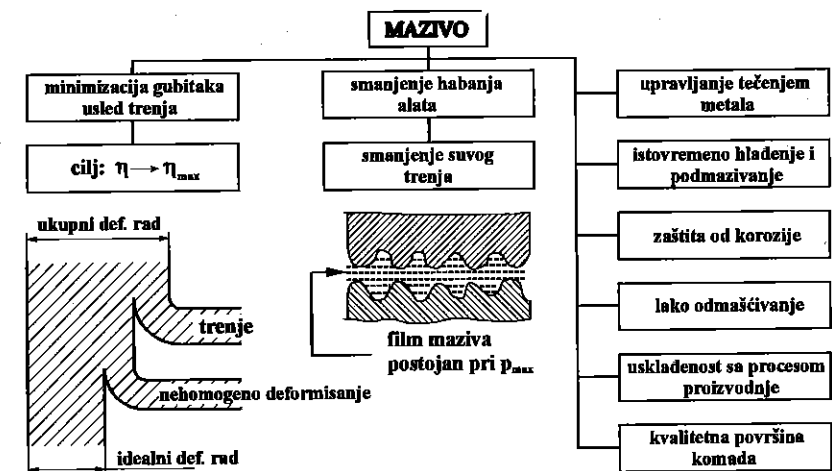 MAZIVO
minimizacija gubitaka
usled trenja
cilj: η → ηmax
smanjenje habanja
alata
smanjenje suvog
trenja
upravljanje tečenjem
metala
istovremeno hlađenje i
podmazivanje
zaštita od korozije
lako odmašćivanje
usklađenost sa procesom
proizvodnje
kvalitetna površina
komada
ukupni def. rad
trenje
nehomogeno deformisanje
idealni def. rad
film maziva
postojan pri pmax